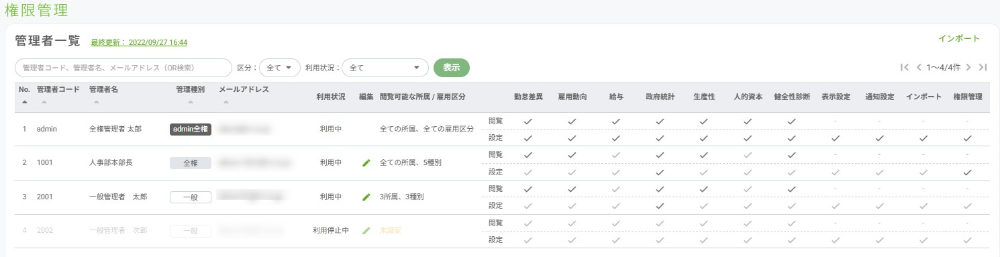 権限管理
管理者一覧 最終更新： 2022/09/27 16:44 インポート
管理者コード、管理者名、メールアドレス（OR検索） 区分： 全て 利用状況： 全て 表示 1～4/4件
No. 管理者コード 管理者名 管理種別 メールアドレス 利用状況 編集 閲覧可能な所属 / 雇用区分 勤怠差異 雇用動向 給与 政府統計 生産性 人的資本 健全性診断 表示設定 通知設定 インポート 権限管理
1 admin 全権管理者 太郎 admin全権 利用中 全ての所属、全ての雇用区分
閲覧 - - - -
設定
2 1001 人事部本部長 全権 利用中 全ての所属、5種別
閲覧 - - - -
設定
3 2001 一般管理者　太郎 一般 利用中 3所属、3種別
閲覧 - - - -
設定
4 2002 一般管理者　次郎 一般 利用停止中 未設定
閲覧 - - - -
設定